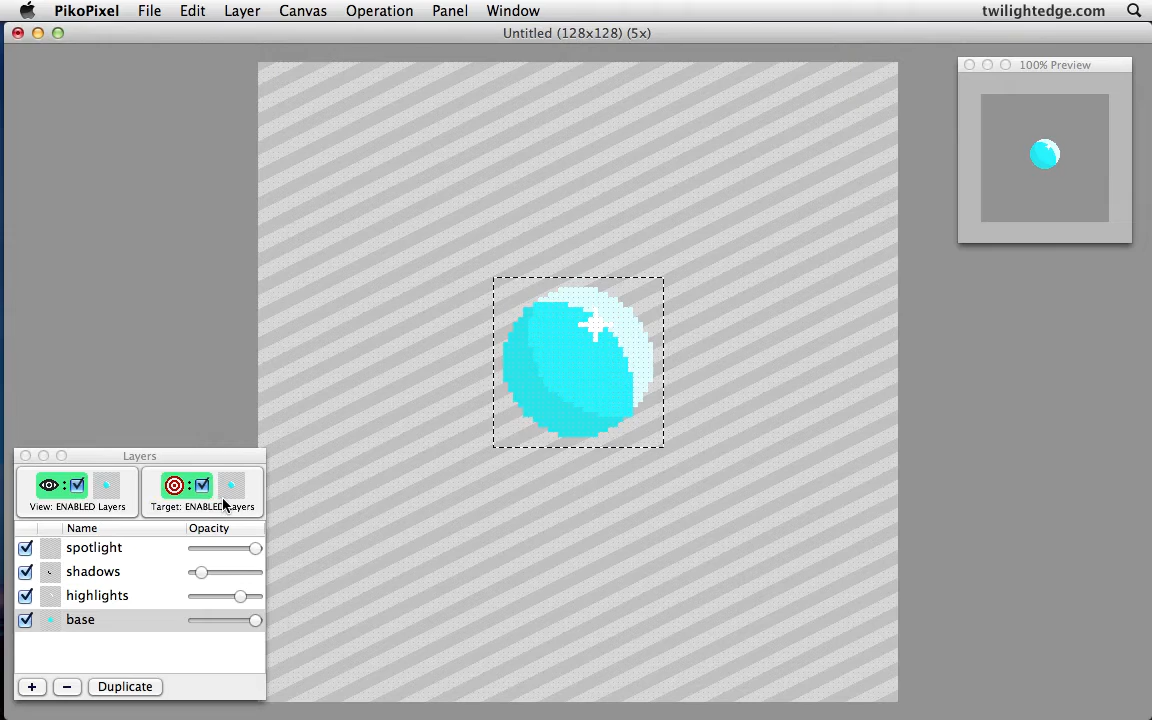 PikoPixel File Edit Layer Canvas Operation Panel Window twilightedge.com
Untitled (128x128) (5x)
100% Preview
Layers
View: ENABLED Layers Target: ENABLED Layers
Name Opacity
spotlight
shadows
highlights
base
+ − Duplicate